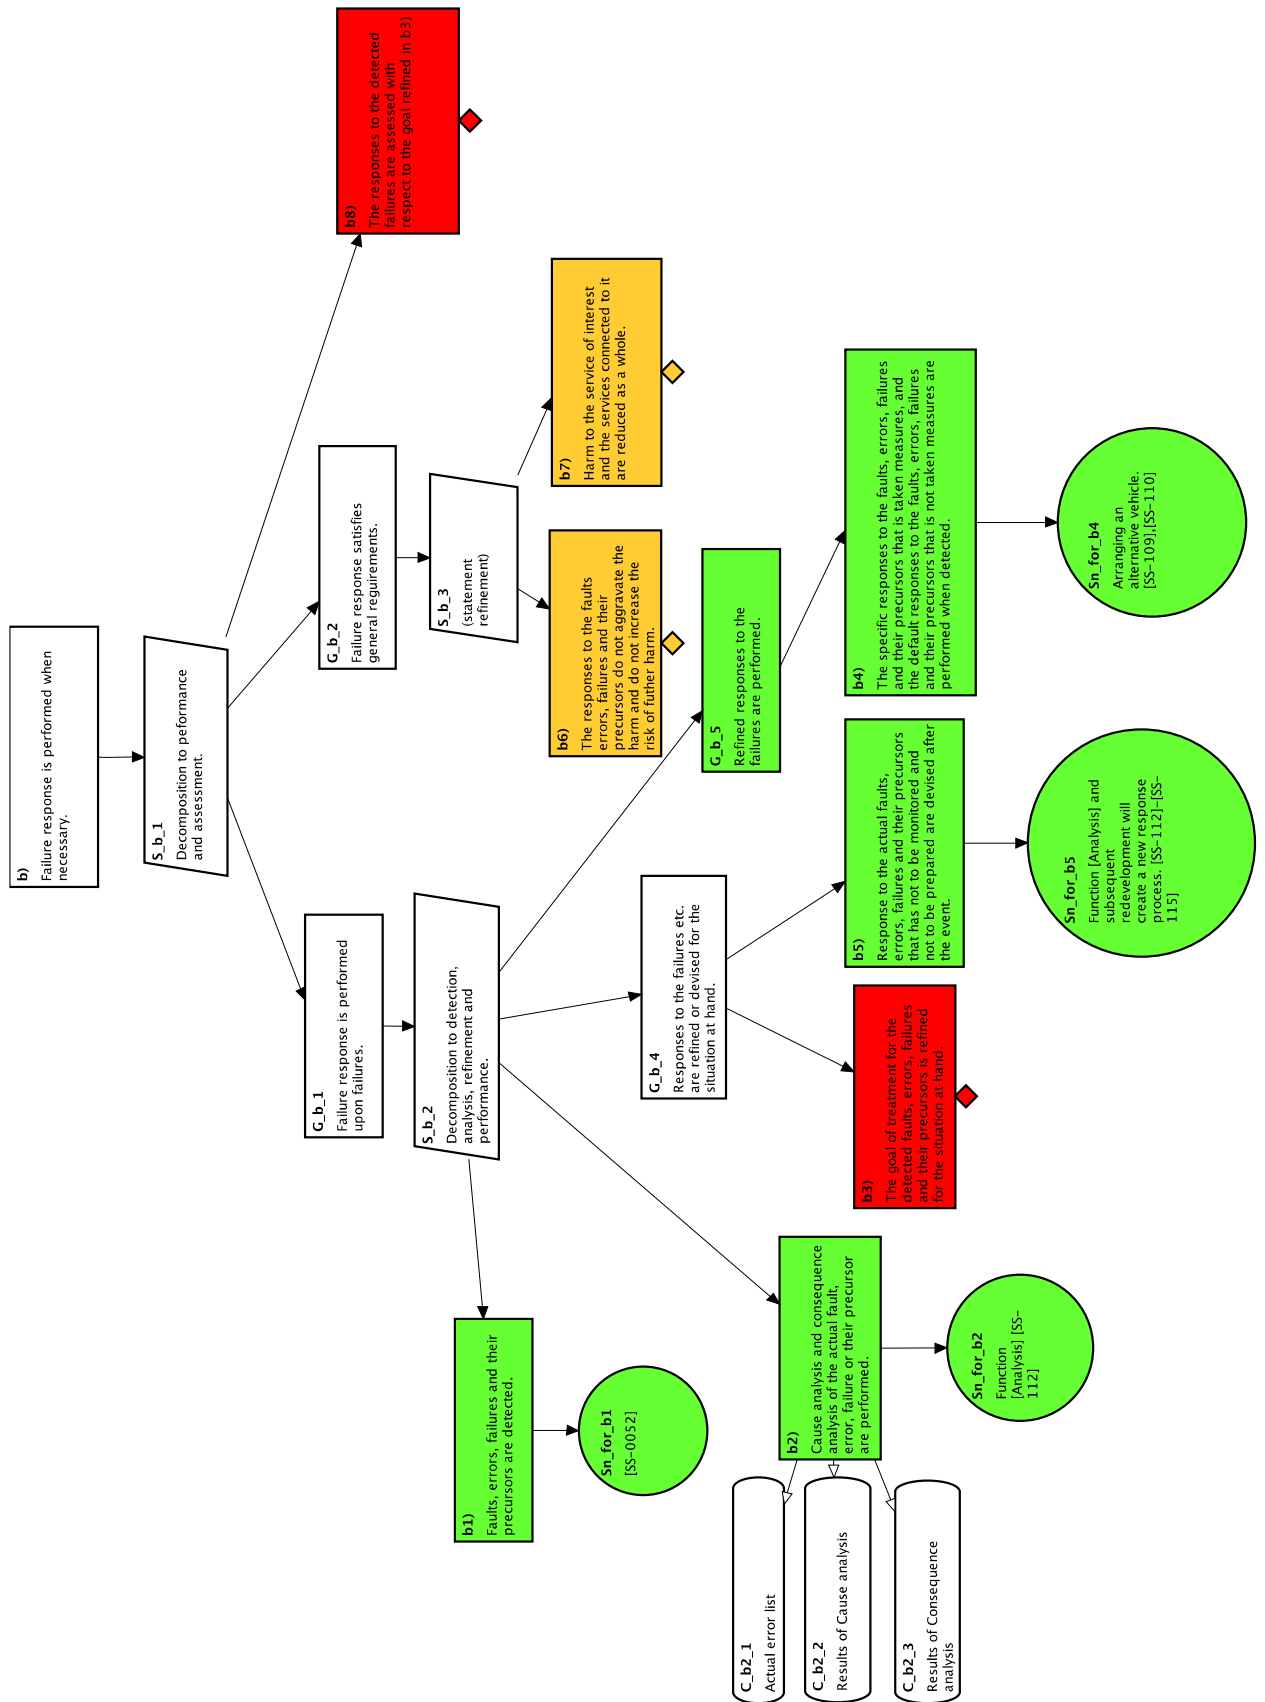 b)
Failure response is performed when
necessary.
S_b_1
Decomposition to peformance
and assessment.
G_b_1
Failure response is performed
upon failures.
G_b_2
Failure response satisfies
general reguirements.
b8)
The responses to the detected
failures are assessed with
respect to the goal refined in b3)
S_b_2
Decomposition to detection,
analysis, refinement and
performance.
S_b_3
(statement
refinement)
b1)
Faults, errors, failures and their
precursors are detected.
Sn_for_b1
[SS-0052]
b6)
The responses to the faults
errors, failures and their
precursors do not aggravate the
harm and do not increase the
risk of futher harm.
b7)
Harm to the service of interest
and the services connected to it
are reduced as a whole.
G_b_4
Responses to the failures etc.
are refined or devised for the
situation at hand.
G_b_5
Refined responses to the
failures are performed.
C_b2_1
Actual error list
C_b2_2
Results of Cause analysis
C_b2_3
Results of Consequence
analysis
b2)
Cause analysis and consequence
analysis of the actual fault,
error, failure or their precursor
are performed.
b3)
The goal of treatment for the
detected faults, errors, failures
and their precursors is refined
for the situation at hand.
b5)
Response to the actual faults,
errors, failures and their precursors
that has not to be monitored and
not to be prepared are devised after
the event.
b4)
The specific responses to the faults, errors, failures
and their precursors that is taken measures, and
the default responses to the faults, errors, failures
and their precursors that is not taken measures are
performed when detected.
Sn_for_b2
Function
[Analysis] [SS-
112]
Sn_for_b5
Function [Analysis] and
subsequent
redevelopment will
create a new response
process. [SS-112]-[SS-
115]
Sn_for_b4
Arranging an
alternative vehicle.
[SS-109],[SS-110]